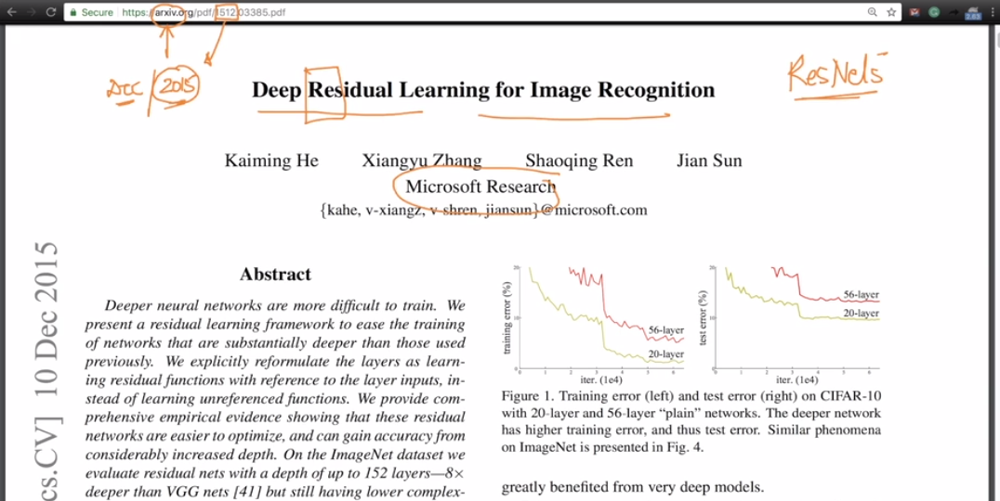 Secure https://arxiv.org/pdf/1512.03385.pdf
2.63
Dec 2015
ResNets
Deep Residual Learning for Image Recognition
Kaiming He Xiangyu Zhang Shaoqing Ren Jian Sun
Microsoft Research
{kahe, v-xiangz, v-shren, jiansun}@microsoft.com
cs.CV] 10 Dec 2015
Abstract
Deeper neural networks are more difficult to train. We
present a residual learning framework to ease the training
of networks that are substantially deeper than those used
previously. We explicitly reformulate the layers as learn-
ing residual functions with reference to the layer inputs, in-
stead of learning unreferenced functions. We provide com-
prehensive empirical evidence showing that these residual
networks are easier to optimize, and can gain accuracy from
considerably increased depth. On the ImageNet dataset we
evaluate residual nets with a depth of up to 152 layers—8×
deeper than VGG nets [41] but still having lower complex-
20
10
0
training error (%)
56-layer
20-layer
0 1 2 3 4 5 6
iter. (1e4)
20
10
0
test error (%)
56-layer
20-layer
0 1 2 3 4 5 6
iter. (1e4)
Figure 1. Training error (left) and test error (right) on CIFAR-10
with 20-layer and 56-layer “plain” networks. The deeper network
has higher training error, and thus test error. Similar phenomena
on ImageNet is presented in Fig. 4.
greatly benefited from very deep models.